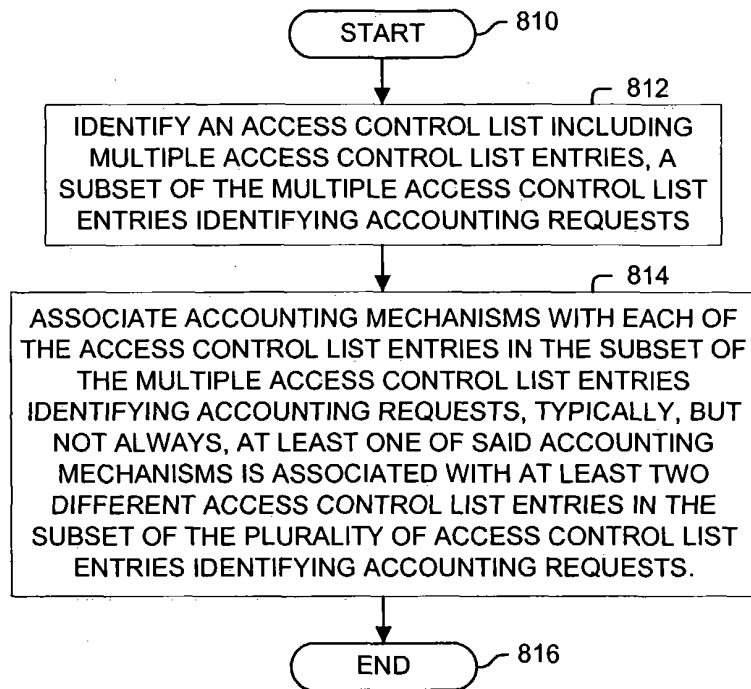 START
810
812
IDENTIFY AN ACCESS CONTROL LIST INCLUDING
MULTIPLE ACCESS CONTROL LIST ENTRIES, A
SUBSET OF THE MULTIPLE ACCESS CONTROL LIST
ENTRIES IDENTIFYING ACCOUNTING REQUESTS
814
ASSOCIATE ACCOUNTING MECHANISMS WITH EACH OF
THE ACCESS CONTROL LIST ENTRIES IN THE SUBSET OF
THE MULTIPLE ACCESS CONTROL LIST ENTRIES
IDENTIFYING ACCOUNTING REQUESTS, TYPICALLY, BUT
NOT ALWAYS, AT LEAST ONE OF SAID ACCOUNTING
MECHANISMS IS ASSOCIATED WITH AT LEAST TWO
DIFFERENT ACCESS CONTROL LIST ENTRIES IN THE
SUBSET OF THE PLURALITY OF ACCESS CONTROL LIST
ENTRIES IDENTIFYING ACCOUNTING REQUESTS.
END
816